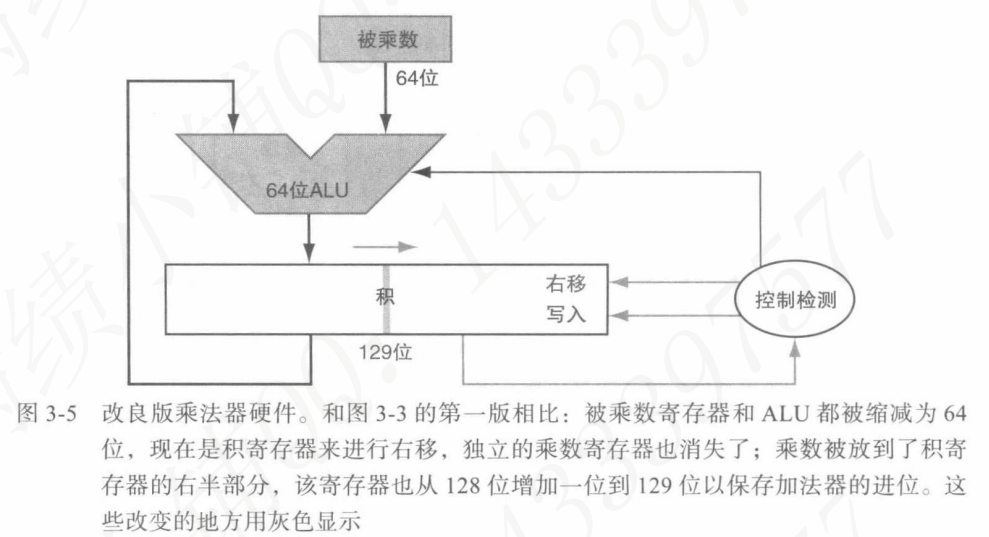 被乘数
64位
64位ALU
积
右移
写入
控制检测
129位
图 3-5 改良版乘法器硬件。和图 3-3 的第一版相比：被乘数寄存器和 ALU 都被缩减为 64
位，现在是积寄存器来进行右移，独立的乘数寄存器也消失了；乘数被放到了积寄
存器的右半部分，该寄存器也从 128 位增加一位到 129 位以保存加法器的进位。这
些改变的地方用灰色显示